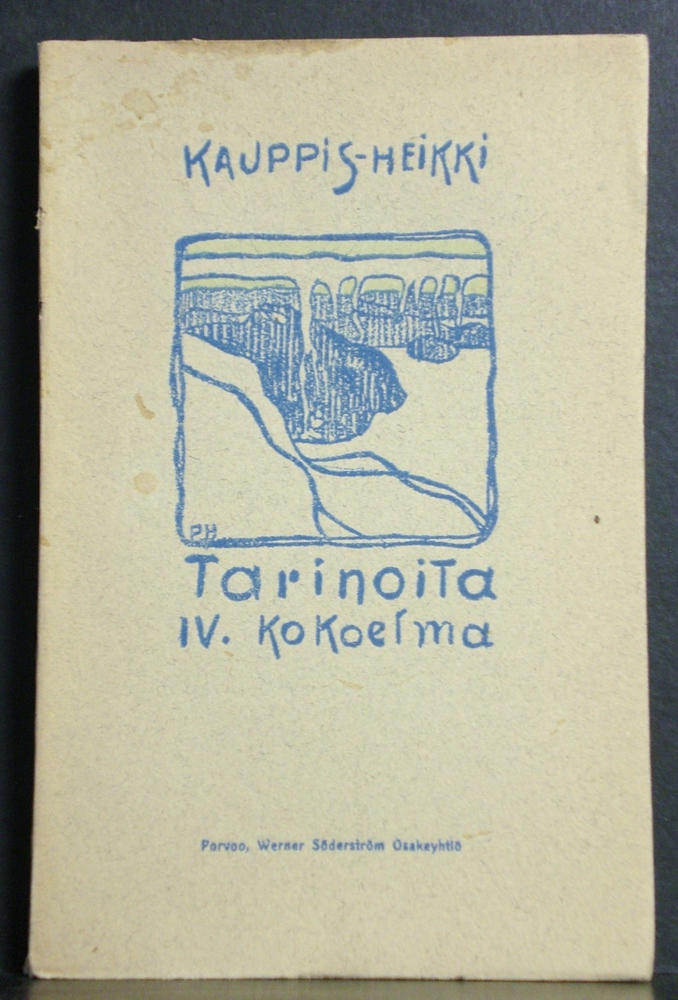 KAUPPIS-HEIKKI
PH
Tarinoita
IV. Kokoelma
Porvoo, Werner Söderström Osakeyhtiö